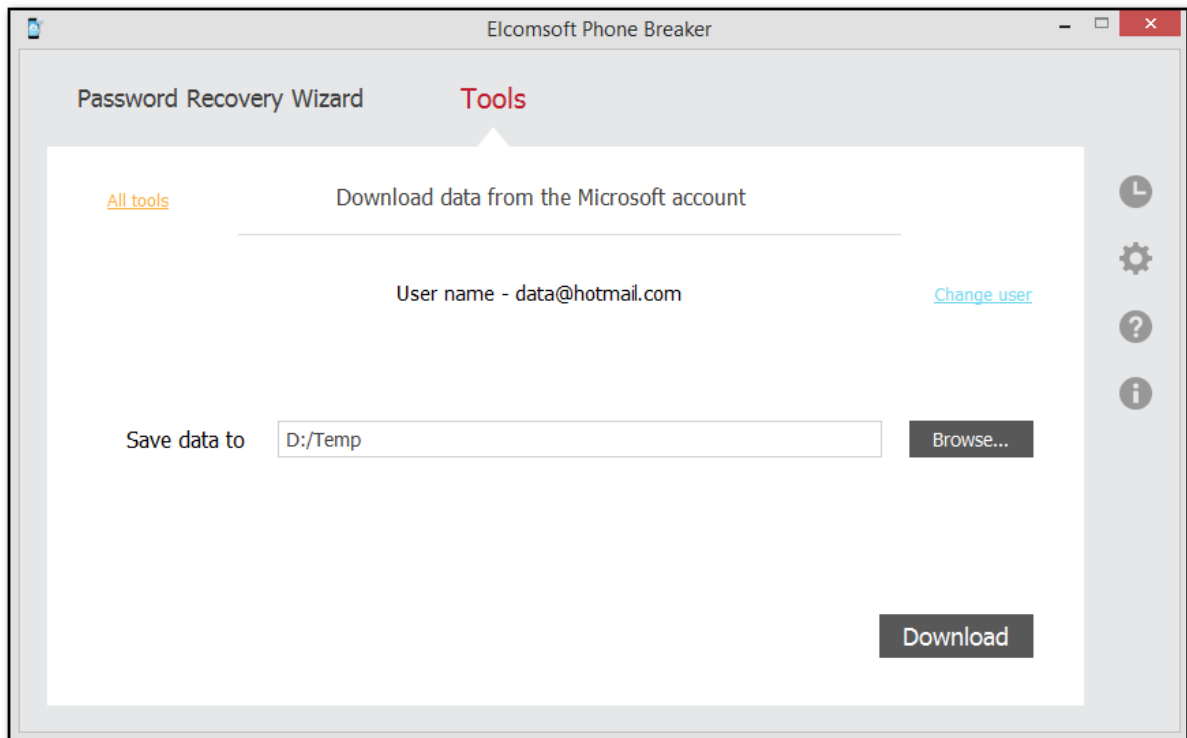 Elcomsoft Phone Breaker
Password Recovery Wizard Tools
All tools Download data from the Microsoft account
User name - data@hotmail.com Change user
Save data to D:/Temp Browse...
Download